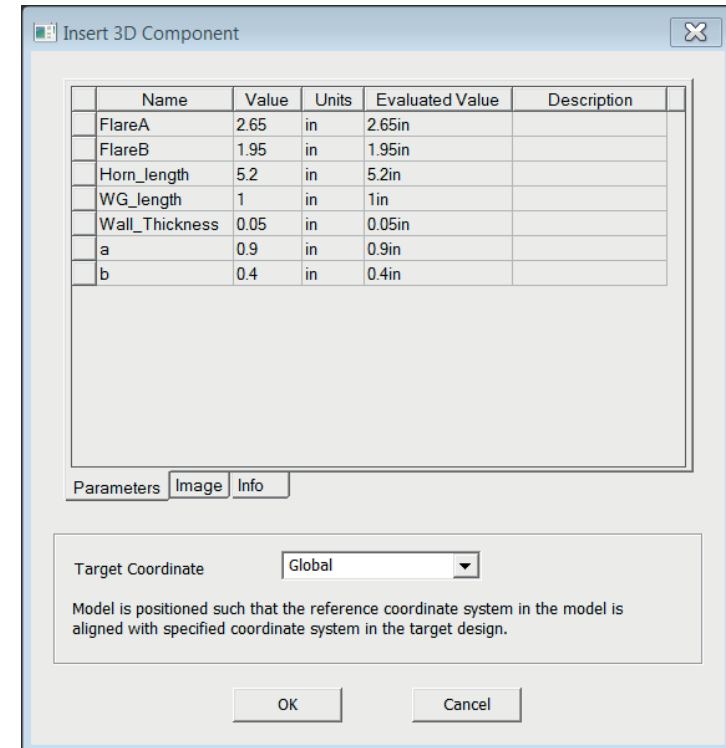 Insert 3D Component
Name Value Units Evaluated Value Description
FlareA 2.65 in 2.65in
FlareB 1.95 in 1.95in
Horn_length 5.2 in 5.2in
WG_length 1 in 1in
Wall_Thickness 0.05 in 0.05in
a 0.9 in 0.9in
b 0.4 in 0.4in
Parameters Image Info
Target Coordinate Global
Model is positioned such that the reference coordinate system in the model is
aligned with specified coordinate system in the target design.
OK Cancel